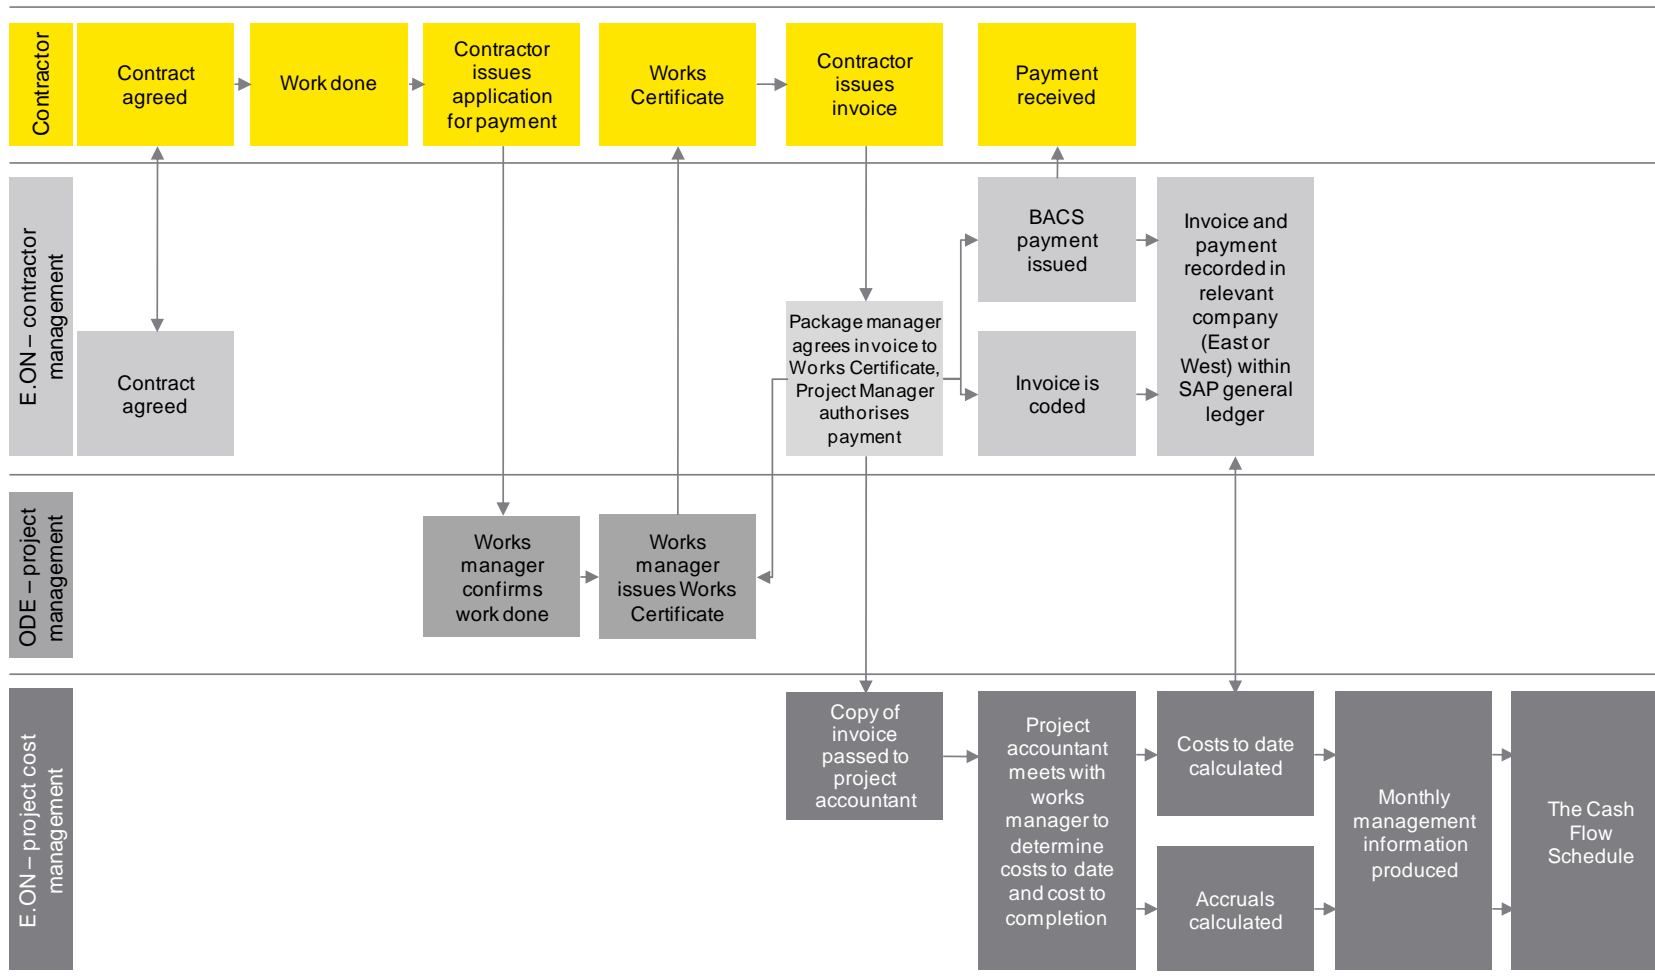 Contractor
Contract
agreed
Work done
Contractor
issues
application
for payment
Works
Certificate
Contractor
issues
invoice
Payment
received
E.ON – contractor
management
Contract
agreed
Package manager
agrees invoice to
Works Certificate,
Project Manager
authorises
payment
BACS
payment
issued
Invoice is
coded
Invoice and
payment
recorded in
relevant
company
(East or
West) within
SAP general
ledger
ODE – project
management
Works
manager
confirms
work done
Works
manager
issues Works
Certificate
E.ON – project cost
management
Copy of
invoice
passed to
project
accountant
Project
accountant
meets with
works
manager to
determine
costs to date
and cost to
completion
Costs to date
calculated
Accruals
calculated
Monthly
management
information
produced
The Cash
Flow
Schedule